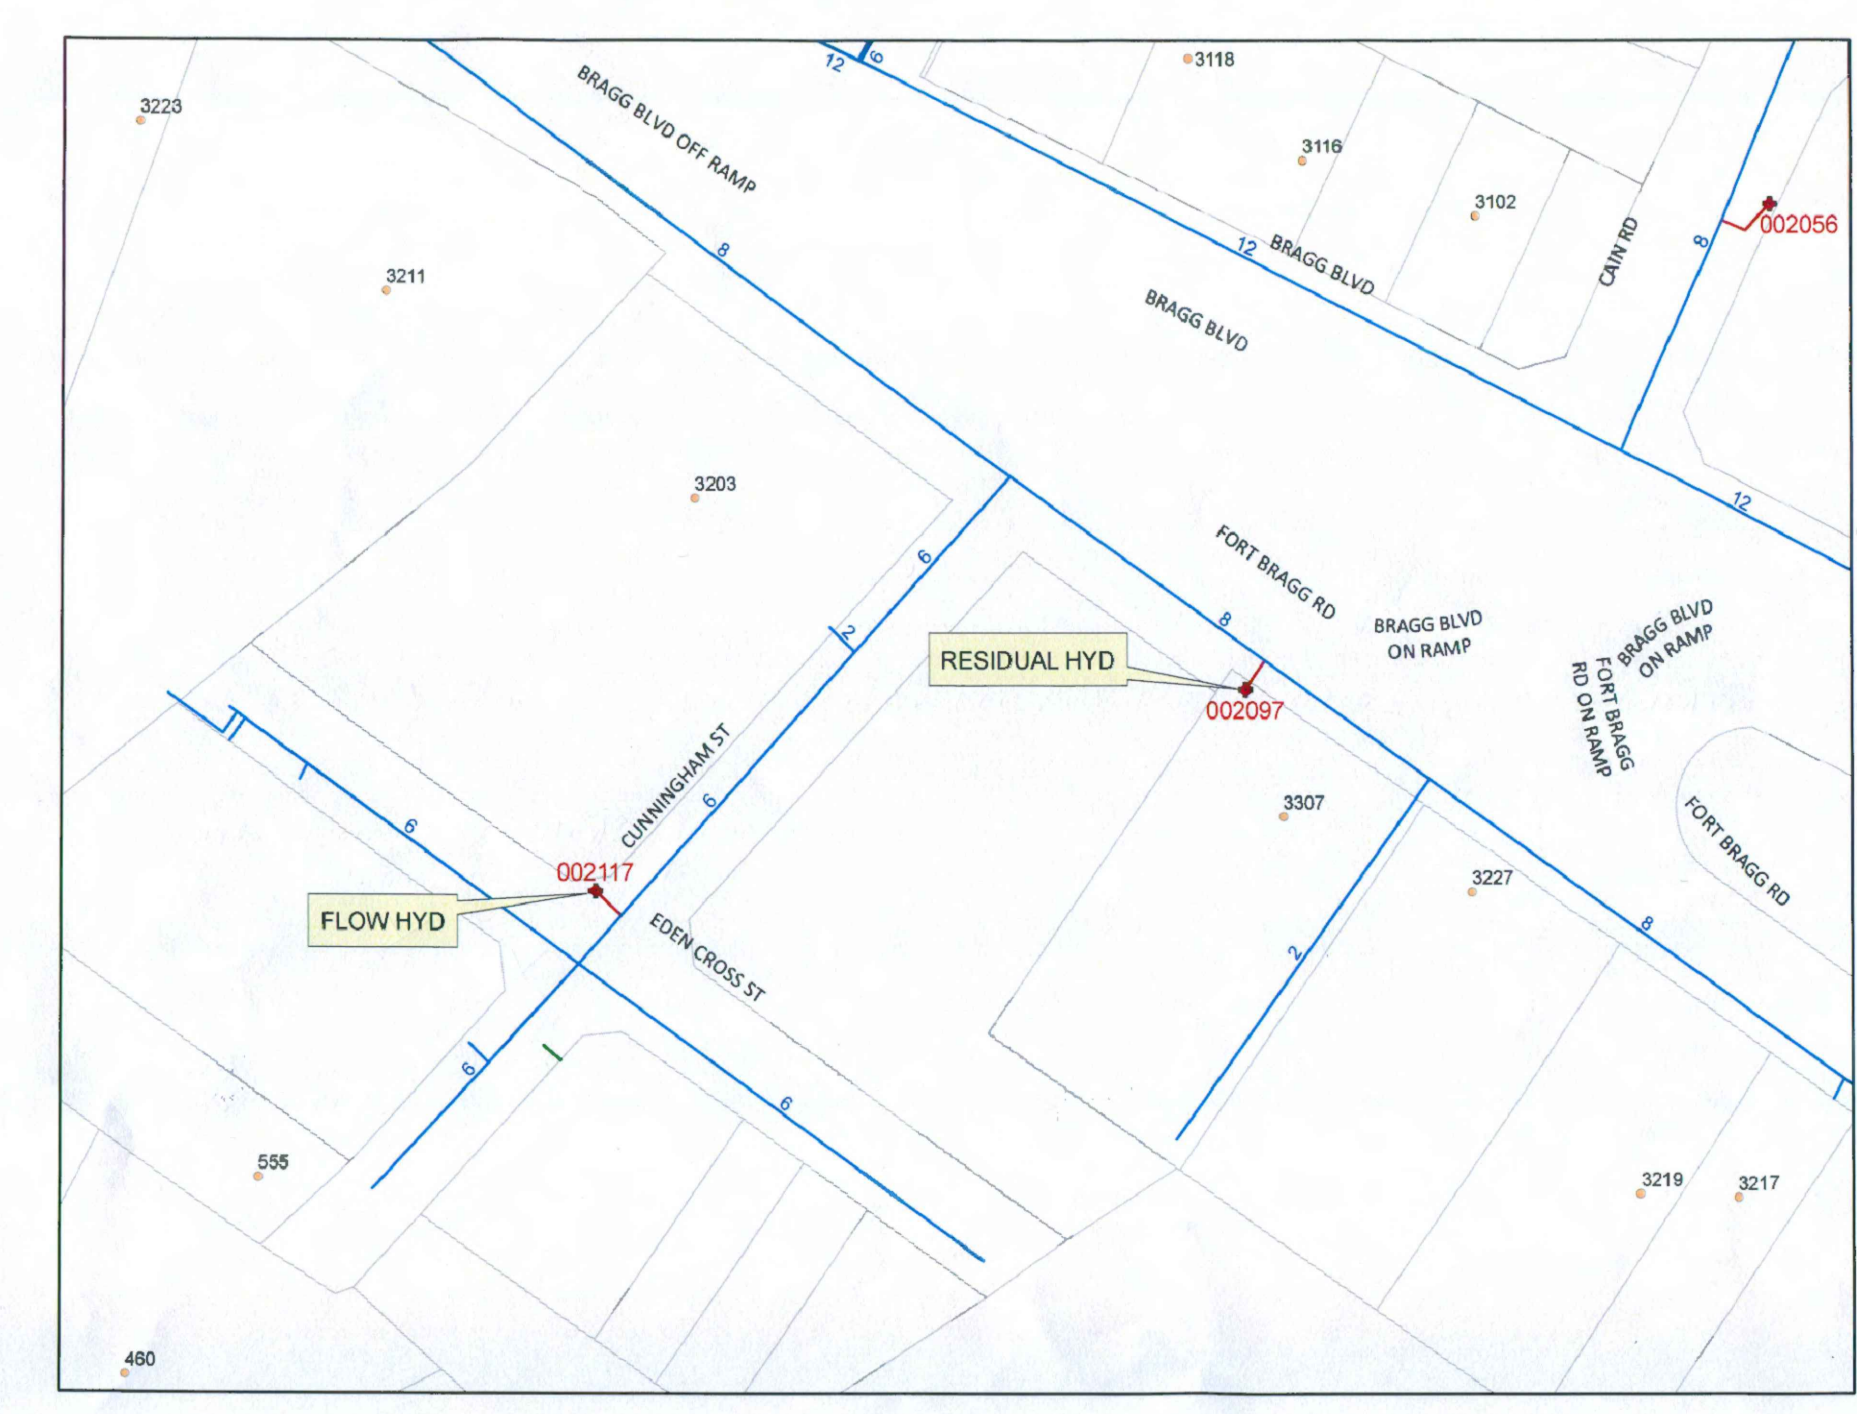 12
6
3118
BRAGG BLVD OFF RAMP
3223
3116
3102
002056
8
CAIN RD
8
12
BRAGG BLVD
3211
BRAGG BLVD
3203
12
6
FORT BRAGG RD
8
BRAGG BLVD
ON RAMP
BRAGG BLVD
ON RAMP
FORT BRAGG
RD ON RAMP
2
RESIDUAL HYD
002097
CUNNINGHAM ST
6
6
3307
FORT BRAGG RD
002117
3227
FLOW HYD
EDEN CROSS ST
2
8
6
6
555
3219
3217
460